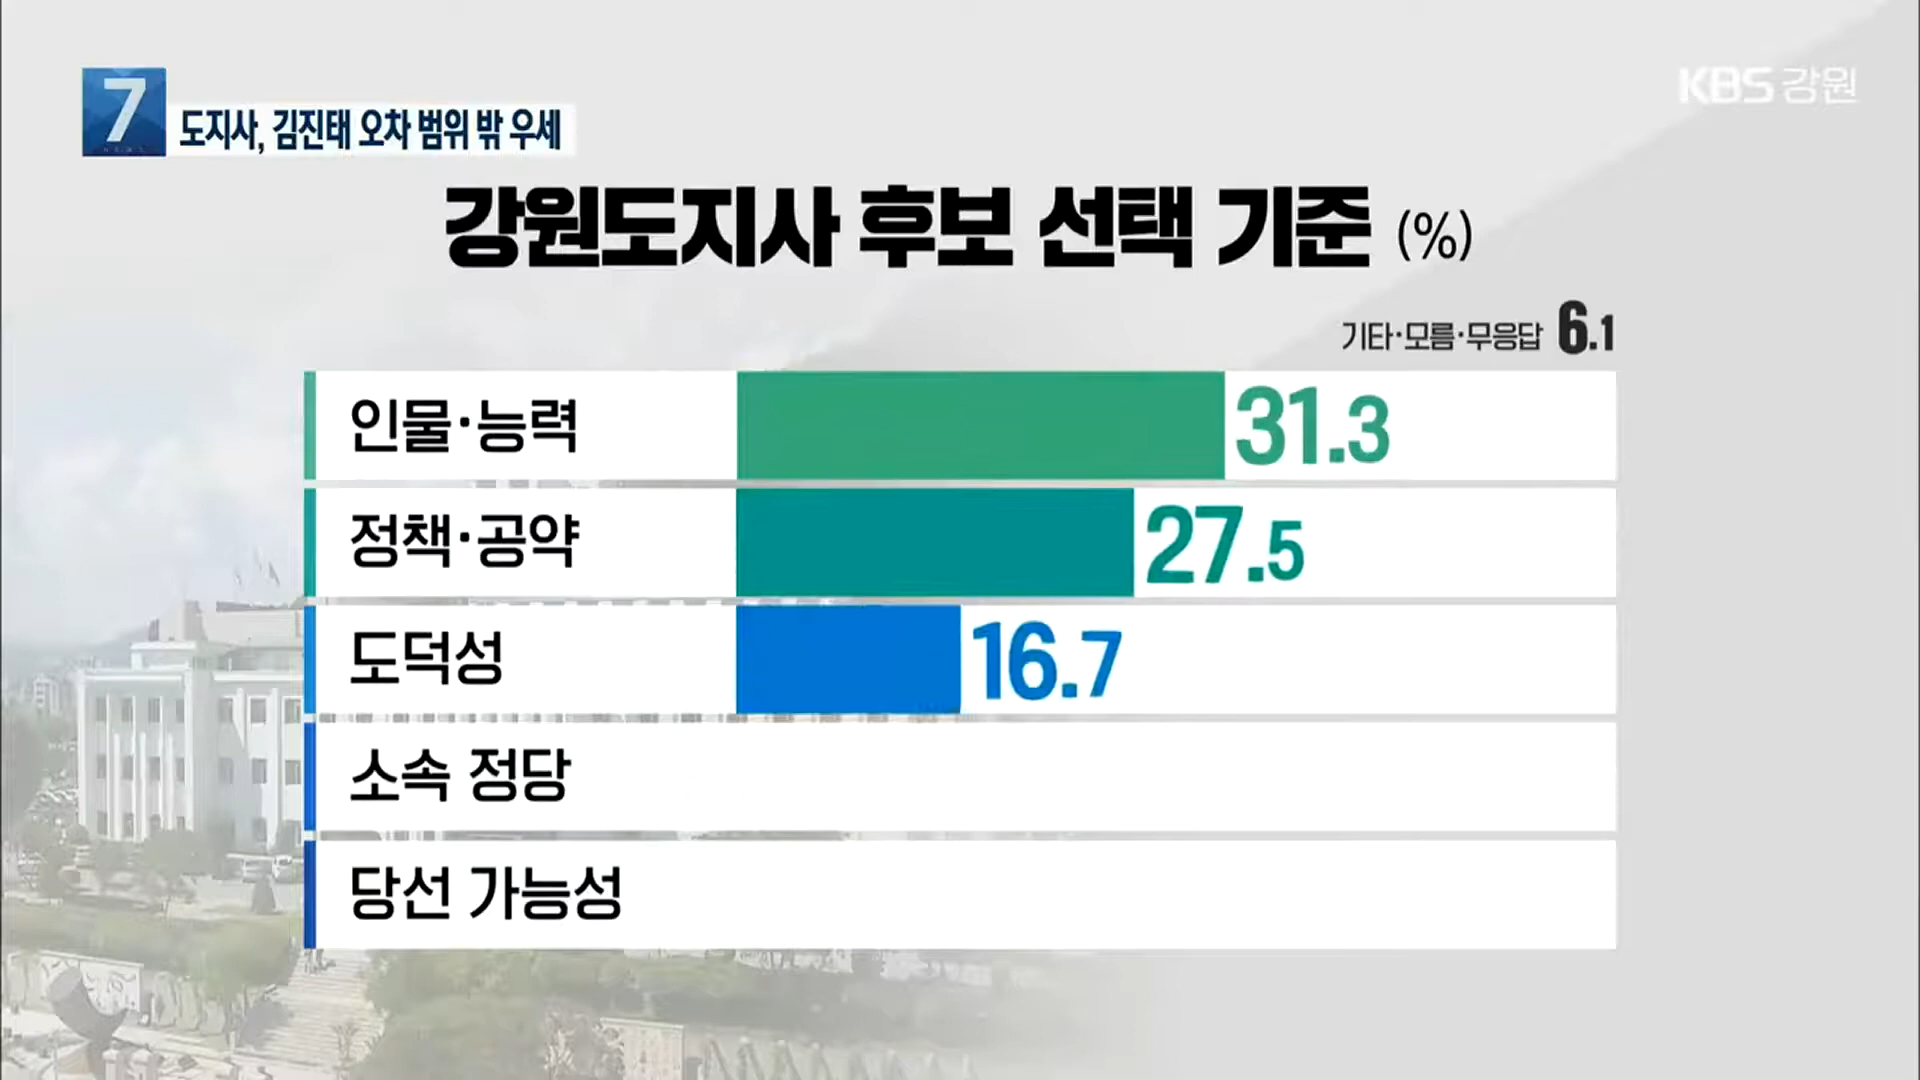 7
NEWS
도지사, 김진태 오차 범위 밖 우세
KBS 강원
강원도지사 후보 선택 기준 (%)
기타·모름·무응답 6.1
인물·능력 31.3
정책·공약 27.5
도덕성 16.7
소속 정당
당선 가능성